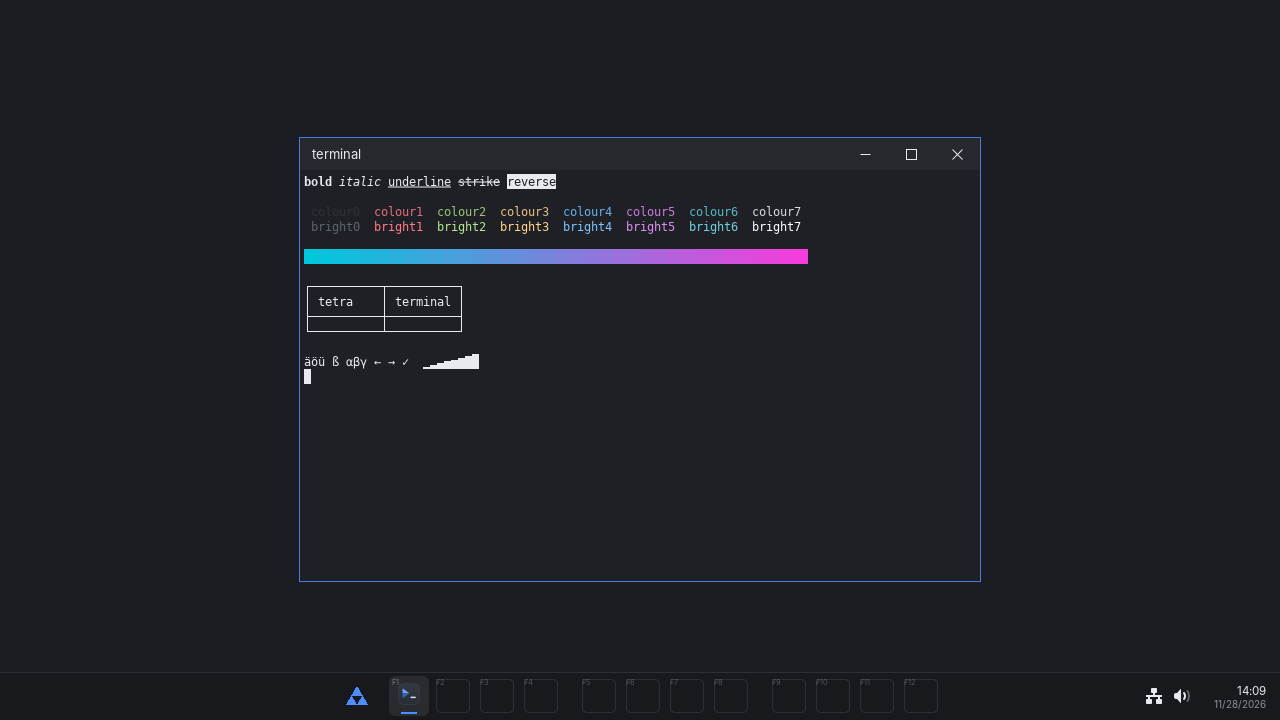 terminal
bold italic underline strike reverse
colour0 colour1 colour2 colour3 colour4 colour5 colour6 colour7
bright0 bright1 bright2 bright3 bright4 bright5 bright6 bright7
tetra terminal
äöü ß αβγ ← → ✓ ▁▂▃▄▅▆▇█
F1 F2 F3 F4 F5 F6 F7 F8 F9 F10 F11 F12
14:09
11/28/2026